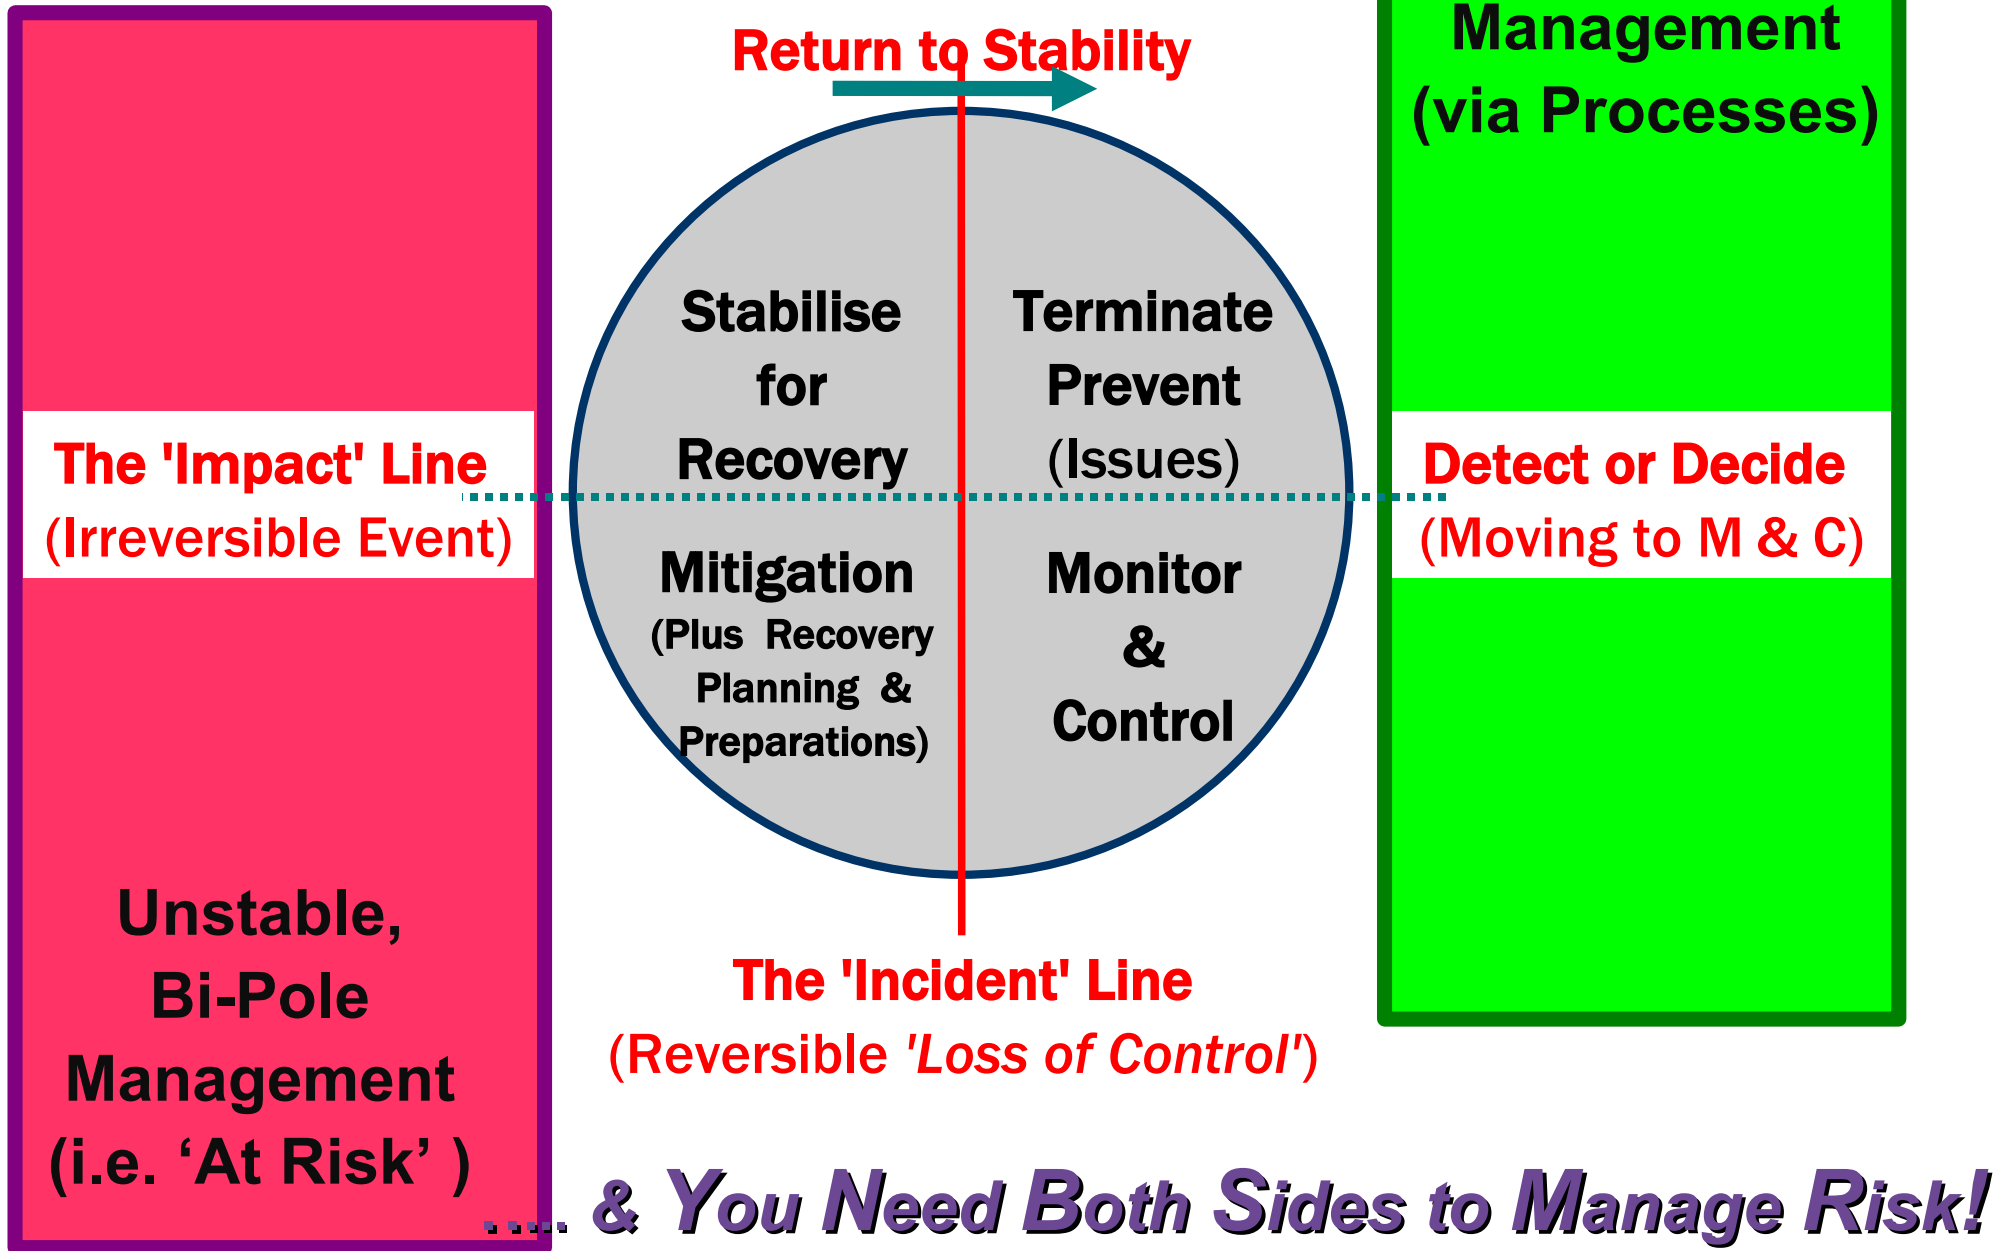 Return to Stability
Management
(via Processes)
Stabilise
for
Recovery
Terminate
Prevent
(Issues)
The 'Impact' Line
(Irreversible Event)
Detect or Decide
(Moving to M & C)
Mitigation
(Plus Recovery
Planning &
Preparations)
Monitor
&
Control
Unstable,
Bi-Pole
Management
(i.e. ‘At Risk’ )
The 'Incident' Line
(Reversible 'Loss of Control')
..... & You Need Both Sides to Manage Risk!